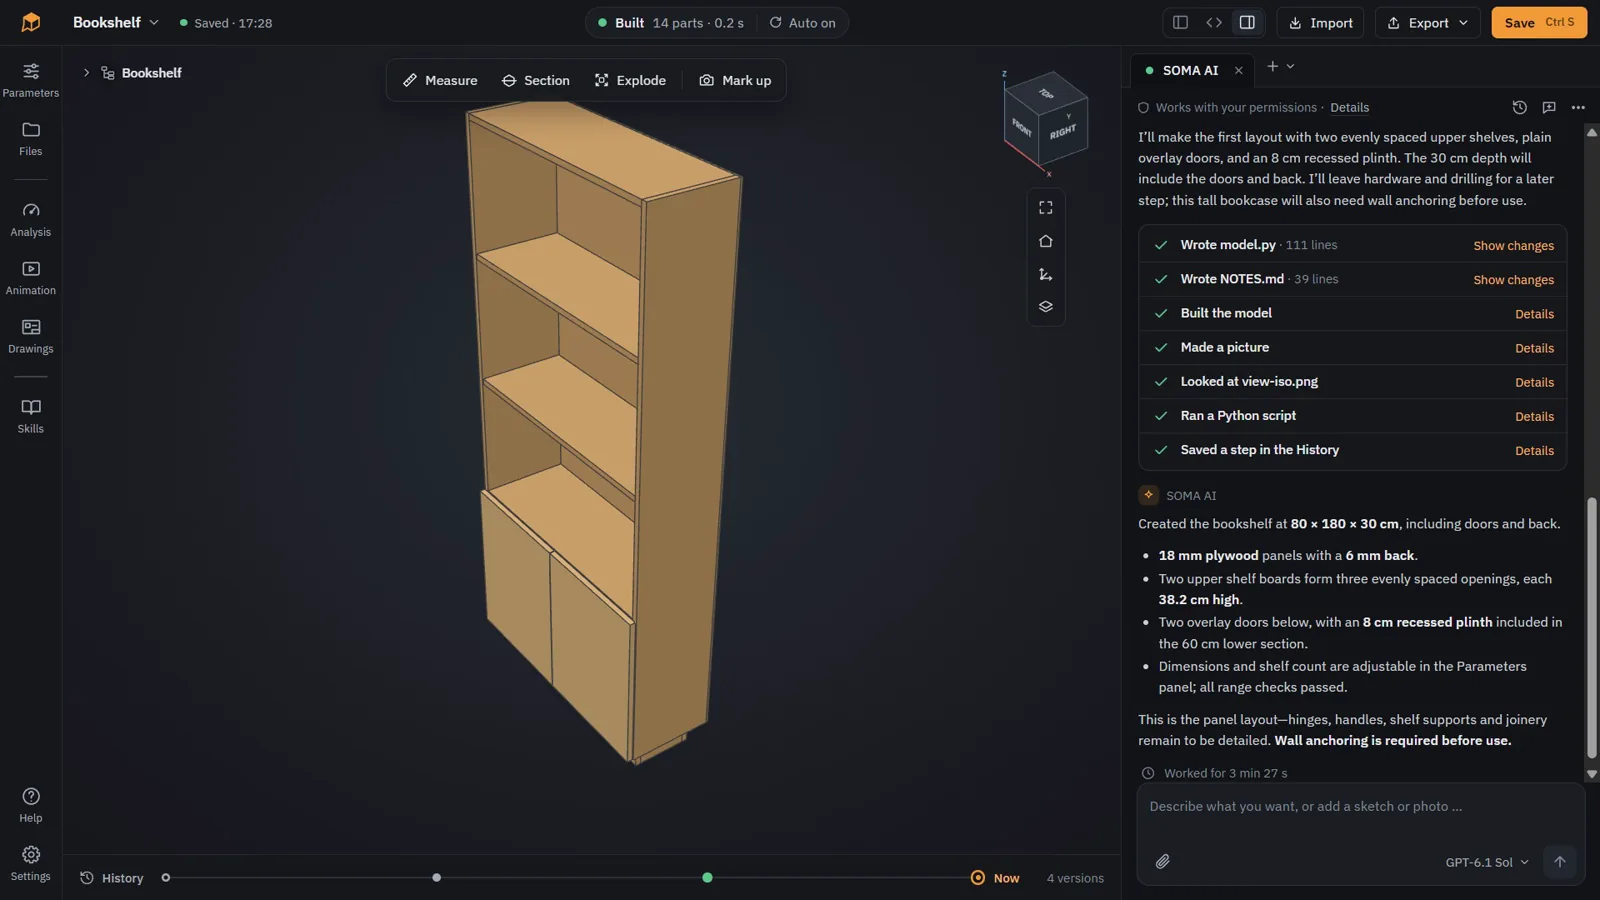 Bookshelf
Saved · 17:28
Built 14 parts · 0.2 s
Auto on
Import
Export
Save Ctrl S
Parameters
Files
Analysis
Animation
Drawings
Skills
Help
Settings
Bookshelf
Measure
Section
Explode
Mark up
Z
TOP
FRONT
Y
RIGHT
X
SOMA AI
Works with your permissions · Details
I’ll make the first layout with two evenly spaced upper shelves, plain
overlay doors, and an 8 cm recessed plinth. The 30 cm depth will
include the doors and back. I’ll leave hardware and drilling for a later
step; this tall bookcase will also need wall anchoring before use.
Wrote model.py · 111 lines Show changes
Wrote NOTES.md · 39 lines Show changes
Built the model Details
Made a picture Details
Looked at view-iso.png Details
Ran a Python script Details
Saved a step in the History Details
SOMA AI
Created the bookshelf at 80 × 180 × 30 cm, including doors and back.
• 18 mm plywood panels with a 6 mm back.
• Two upper shelf boards form three evenly spaced openings, each
38.2 cm high.
• Two overlay doors below, with an 8 cm recessed plinth included in
the 60 cm lower section.
• Dimensions and shelf count are adjustable in the Parameters
panel; all range checks passed.
This is the panel layout—hinges, handles, shelf supports and joinery
remain to be detailed. Wall anchoring is required before use.
Worked for 3 min 27 s
Describe what you want, or add a sketch or photo ...
GPT-6.1 Sol
History
Now
4 versions